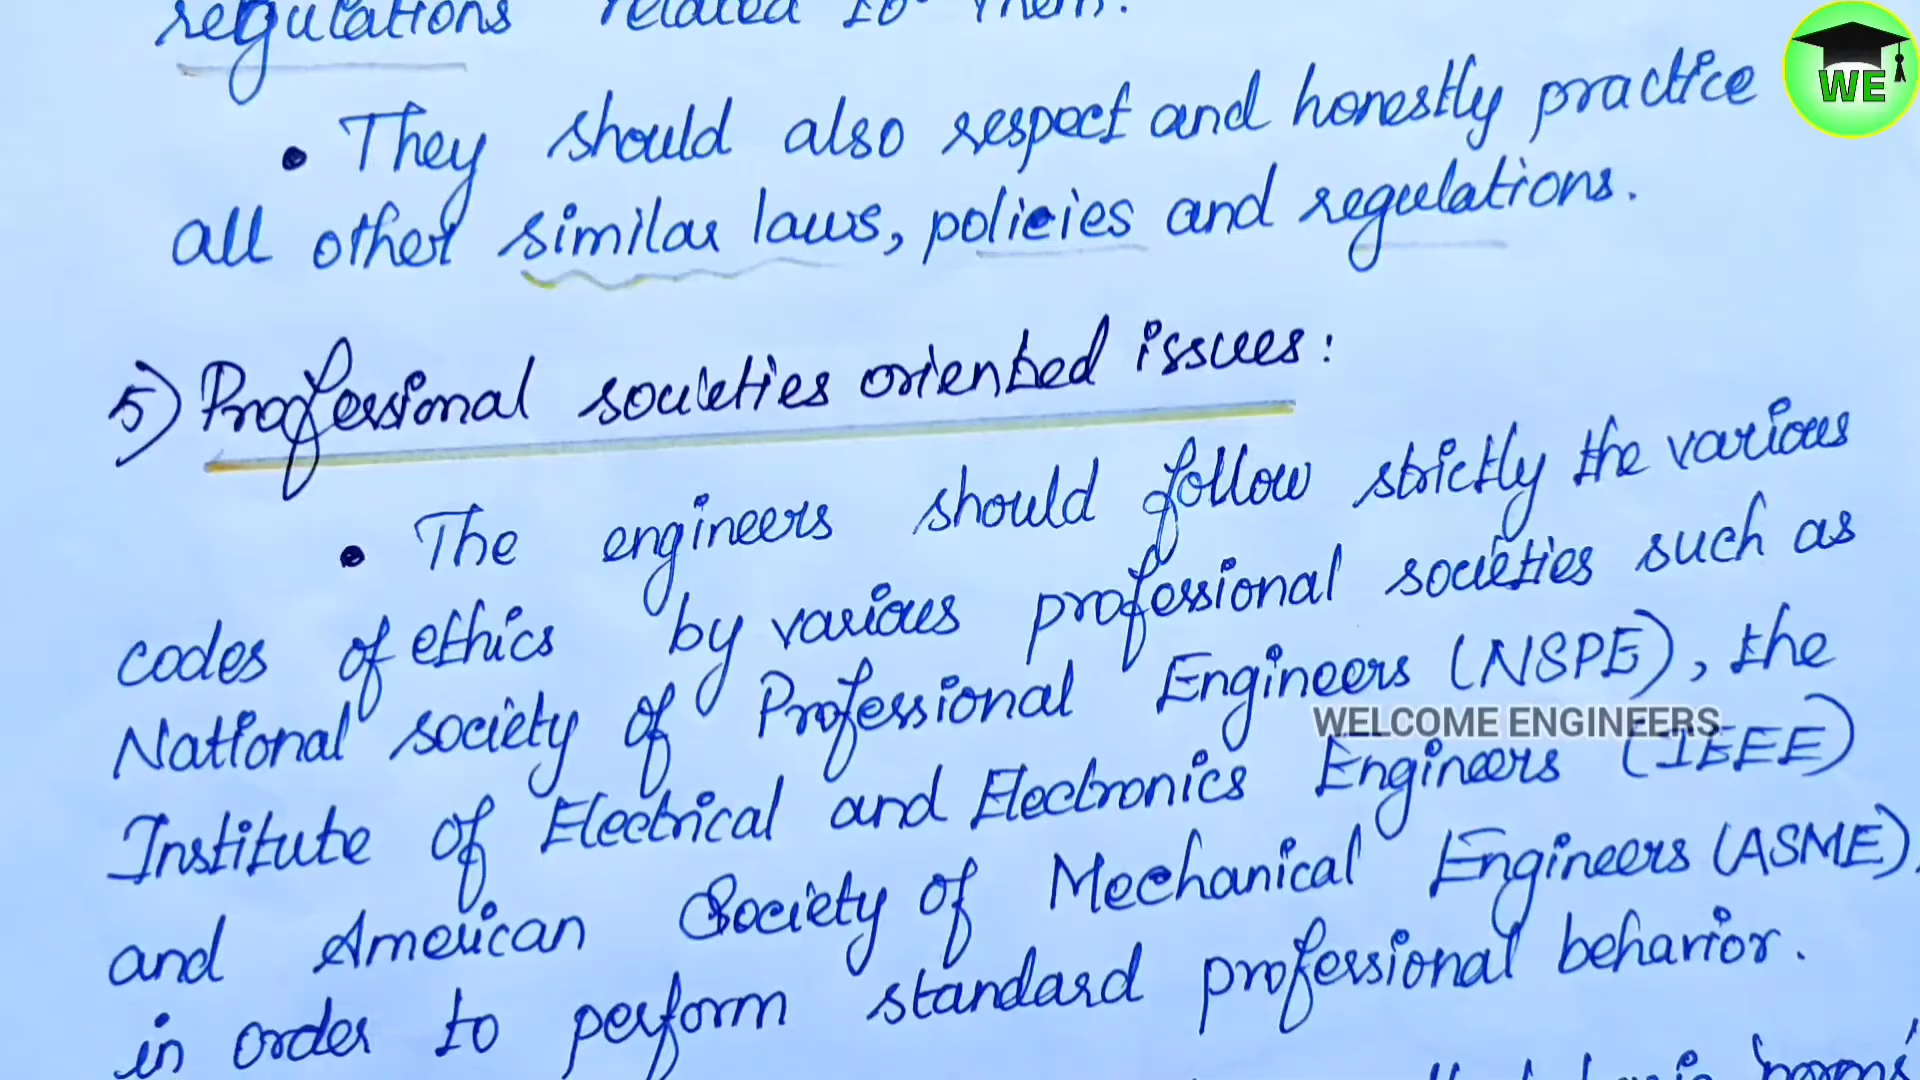 regulations related to them.
WE
• They should also respect and honestly practice
all other similar laws, policies and regulations.
5) Professional societies oriented issues:
• The engineers should follow strictly the various
codes of ethics by various professional societies such as
National society of Professional Engineers (NSPE), the
WELCOME ENGINEERS
Institute of Electrical and Electronics Engineers (IEEE)
and American Society of Mechanical Engineers (ASME),
in order to perform standard professional behavior.